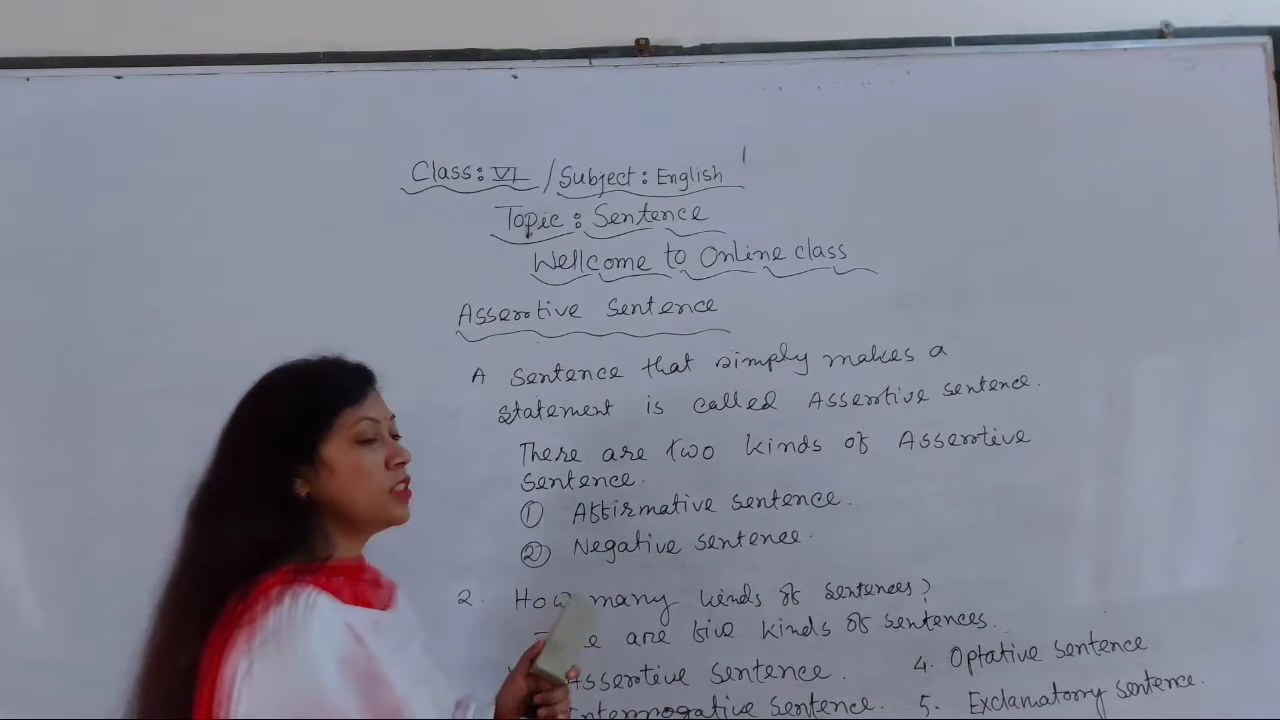 Class: VI / Subject: English
Topic: Sentence
Wellcome to Online class
Assertive Sentence
A Sentence that simply makes a
statement is called Assertive sentence.
There are two kinds of Assertive
Sentence.
① Affirmative sentence.
② Negative sentence.
2. How many kinds of sentences?
are five kinds of sentences.
Assertive Sentence. 4. Optative sentence
Interrogative Sentence. 5. Exclamatory sentence.